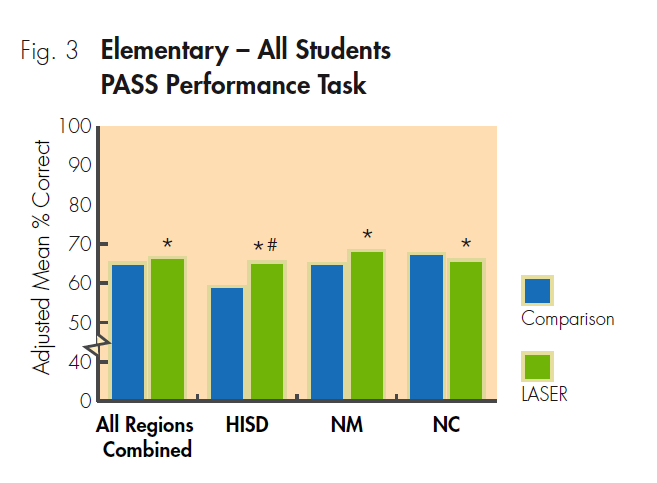 Fig. 3 Elementary – All Students
PASS Performance Task
Adjusted Mean % Correct
100
90
80
70
60
50
40
0
*
* #
*
*
All Regions
Combined
HISD
NM
NC
Comparison
LASER